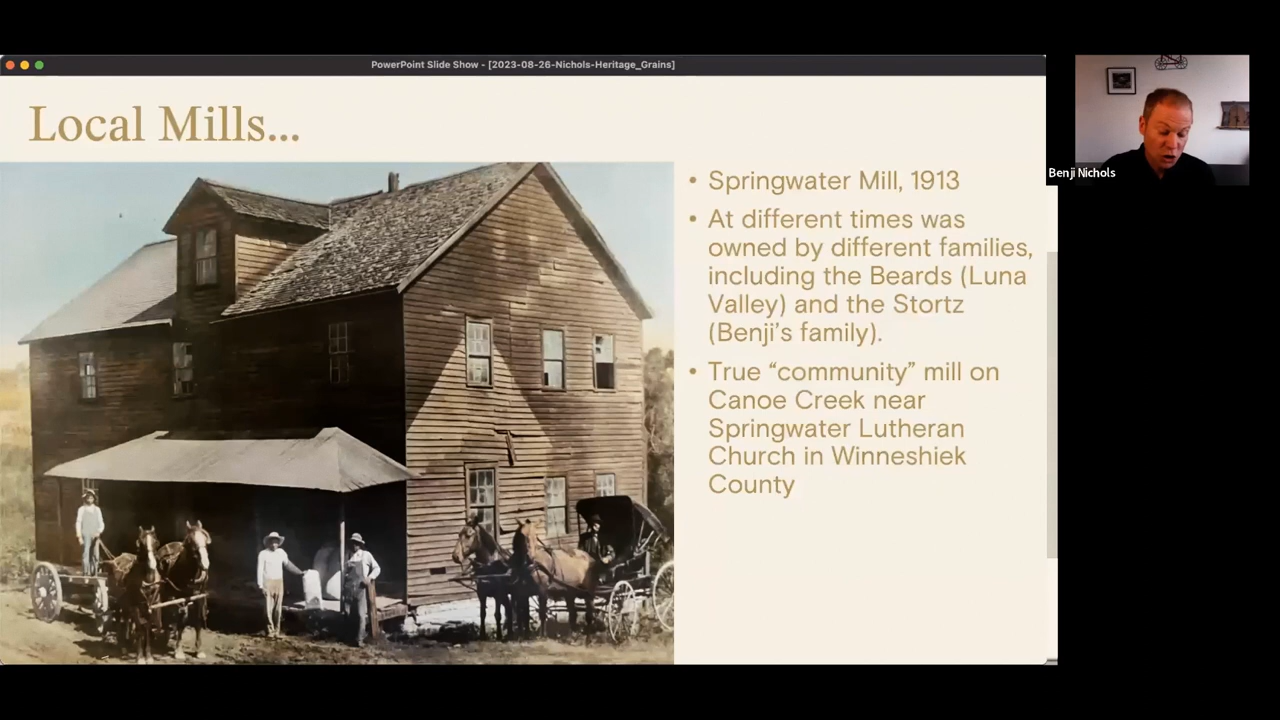 PowerPoint Slide Show - [2023-08-26-Nichols-Heritage_Grains]
Local Mills...
• Springwater Mill, 1913
• At different times was
owned by different families,
including the Beards (Luna
Valley) and the Stortz
(Benji's family).
• True “community” mill on
Canoe Creek near
Springwater Lutheran
Church in Winneshiek
County
Benji Nichols